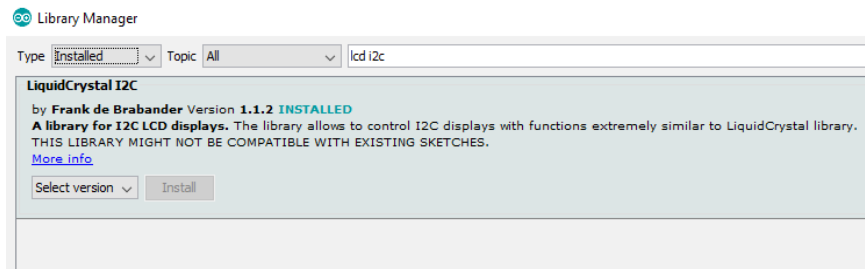 Library Manager
Type Installed Topic All lcd i2c
LiquidCrystal I2C
by Frank de Brabander Version 1.1.2 INSTALLED
A library for I2C LCD displays. The library allows to control I2C displays with functions extremely similar to LiquidCrystal library.
THIS LIBRARY MIGHT NOT BE COMPATIBLE WITH EXISTING SKETCHES.
More info
Select version Install